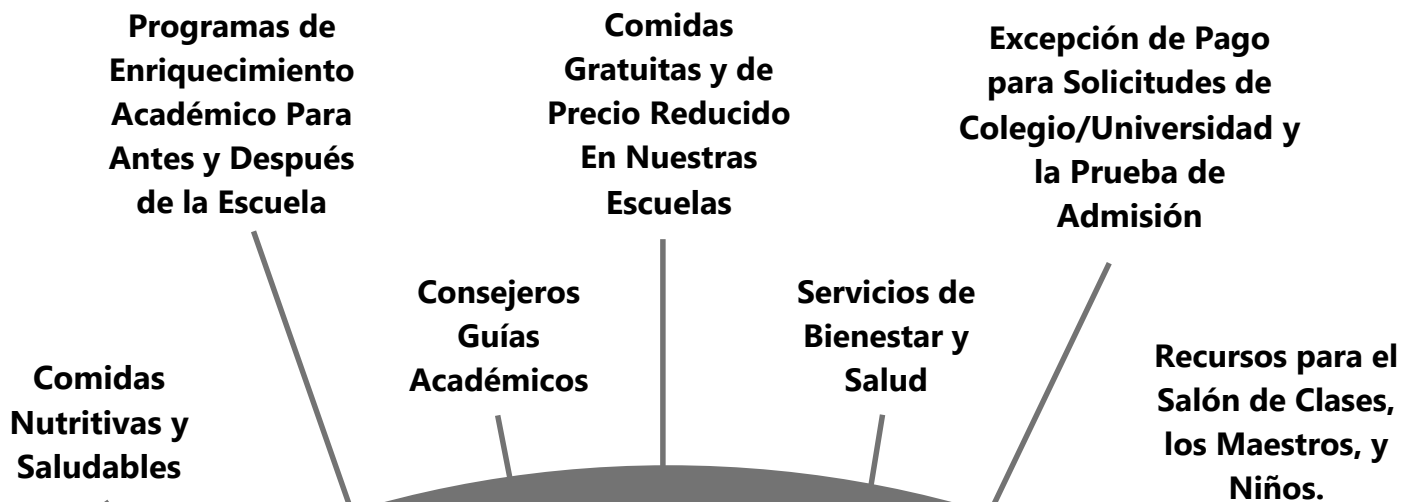 Programas de
Enriquecimiento
Académico Para
Antes y Después
de la Escuela
Comidas
Gratuitas y de
Precio Reducido
En Nuestras
Escuelas
Excepción de Pago
para Solicitudes de
Colegio/Universidad y
la Prueba de
Admisión
Consejeros
Guías
Académicos
Servicios de
Bienestar y
Salud
Comidas
Nutritivas y
Saludables
Recursos para el
Salón de Clases,
los Maestros, y
Niños.